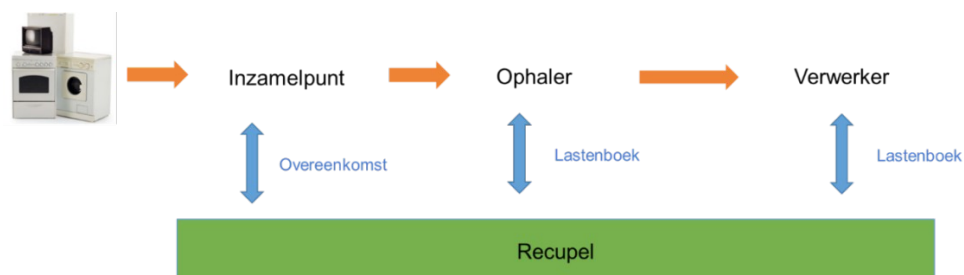 Inzamelpunt
Ophaler
Verwerker
Overeenkomst
Lastenboek
Lastenboek
Recupel